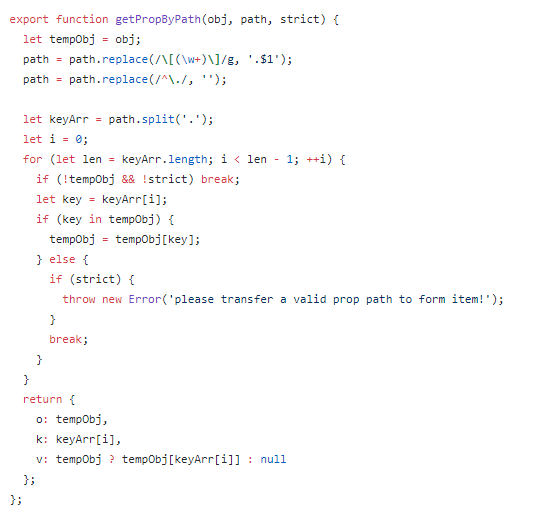 export function getPropByPath(obj, path, strict) {
  let tempObj = obj;
  path = path.replace(/\[(\w+)\]/g, '.$1');
  path = path.replace(/^\./, '');

  let keyArr = path.split('.');
  let i = 0;
  for (let len = keyArr.length; i < len - 1; ++i) {
    if (!tempObj && !strict) break;
    let key = keyArr[i];
    if (key in tempObj) {
      tempObj = tempObj[key];
    } else {
      if (strict) {
        throw new Error('please transfer a valid prop path to form item!');
      }
      break;
    }
  }
  return {
    o: tempObj,
    k: keyArr[i],
    v: tempObj ? tempObj[keyArr[i]] : null
  };
};